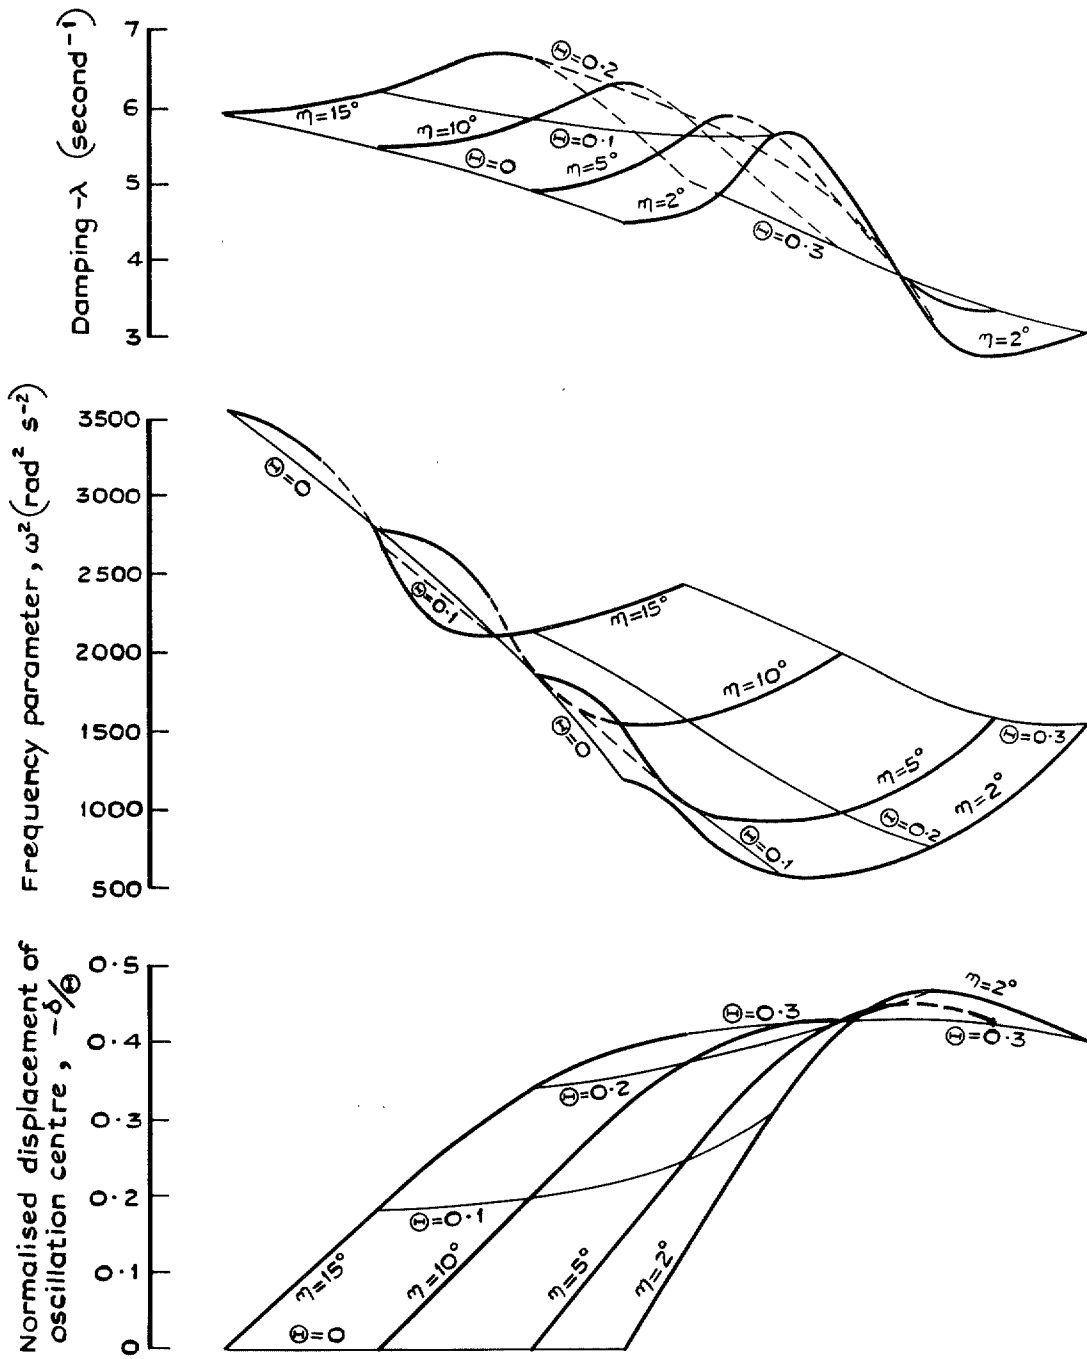 Damping -λ (second⁻¹)
7
6
5
4
3
Θ=0·2
η=15°
η=10°
Θ=0·1
Θ=0
η=5°
η=2°
Θ=0·3
η=2°
Frequency parameter, ω² (rad² s⁻²)
3500
3000
2500
2000
1500
1000
500
Θ=0
Θ=0·1
η=15°
η=10°
Θ=0
Θ=0·3
η=5°
η=2°
Θ=0·2
Θ=0·1
Normalised displacement of
oscillation centre, -δ/Θ
0·5
0·4
0·3
0·2
0·1
0
η=2°
Θ=0·3
Θ=0·3
Θ=0·2
Θ=0·1
η=15°
η=10°
η=5°
η=2°
Θ=0